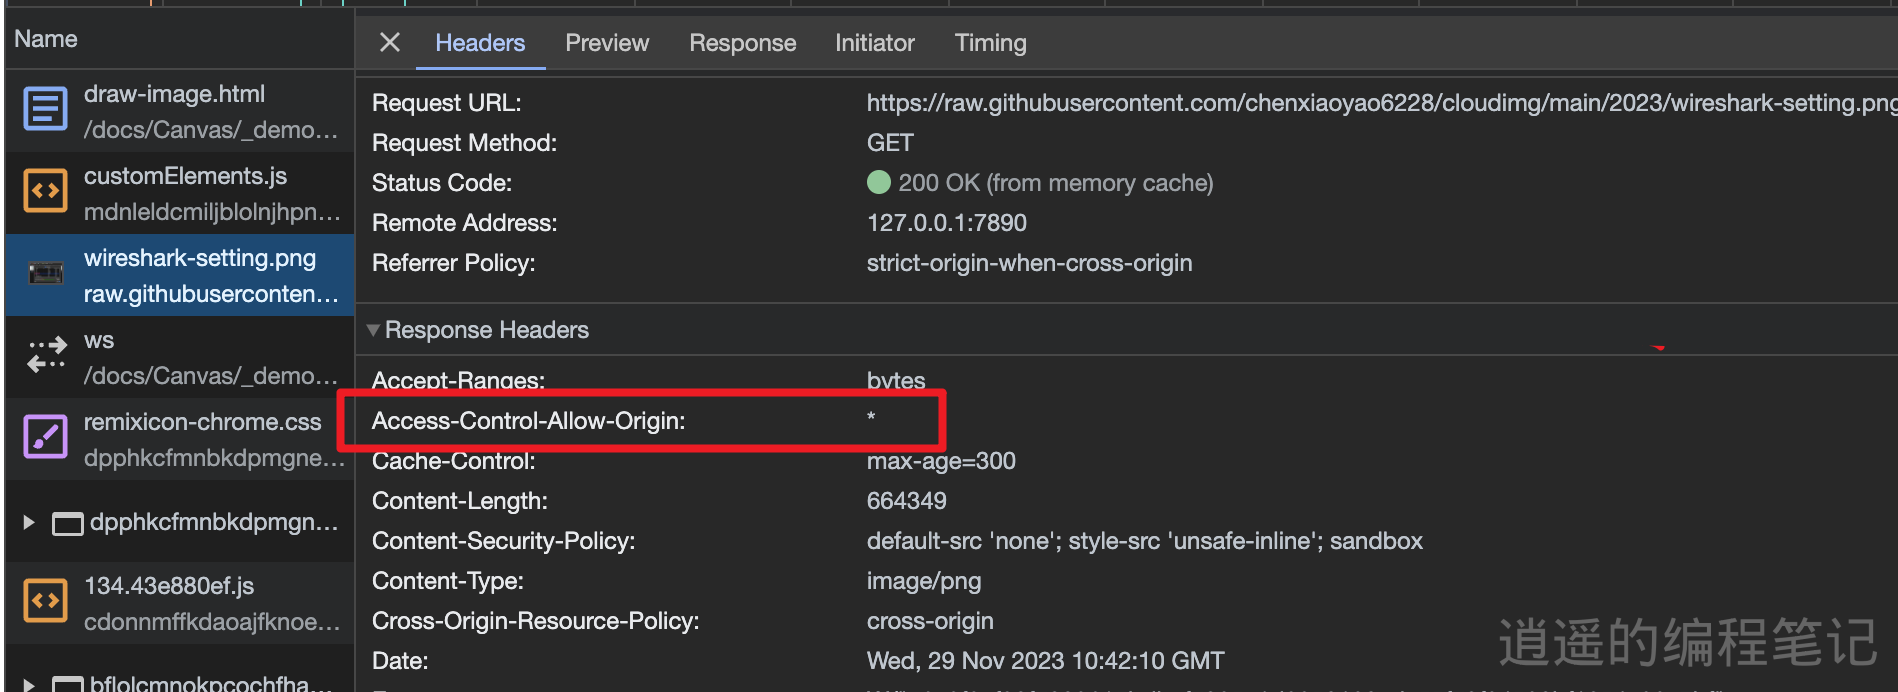 Name
draw-image.html
/docs/Canvas/_demo...
customElements.js
mdnleldcmiljblolnjhpn...
wireshark-setting.png
raw.githubuserconten...
ws
/docs/Canvas/_demo...
remixicon-chrome.css
dpphkcfmnbkdpmgne...
dpphkcfmnbkdpmgn...
134.43e880ef.js
cdonnmffkdaoajfknoe...
bflolcmnokpcochfha...
Headers Preview Response Initiator Timing
Request URL: https://raw.githubusercontent.com/chenxiaoyao6228/cloudimg/main/2023/wireshark-setting.png
Request Method: GET
Status Code: 200 OK (from memory cache)
Remote Address: 127.0.0.1:7890
Referrer Policy: strict-origin-when-cross-origin
Response Headers
Accept-Ranges: bytes
Access-Control-Allow-Origin: *
Cache-Control: max-age=300
Content-Length: 664349
Content-Security-Policy: default-src 'none'; style-src 'unsafe-inline'; sandbox
Content-Type: image/png
Cross-Origin-Resource-Policy: cross-origin
Date: Wed, 29 Nov 2023 10:42:10 GMT
逍遥的编程笔记